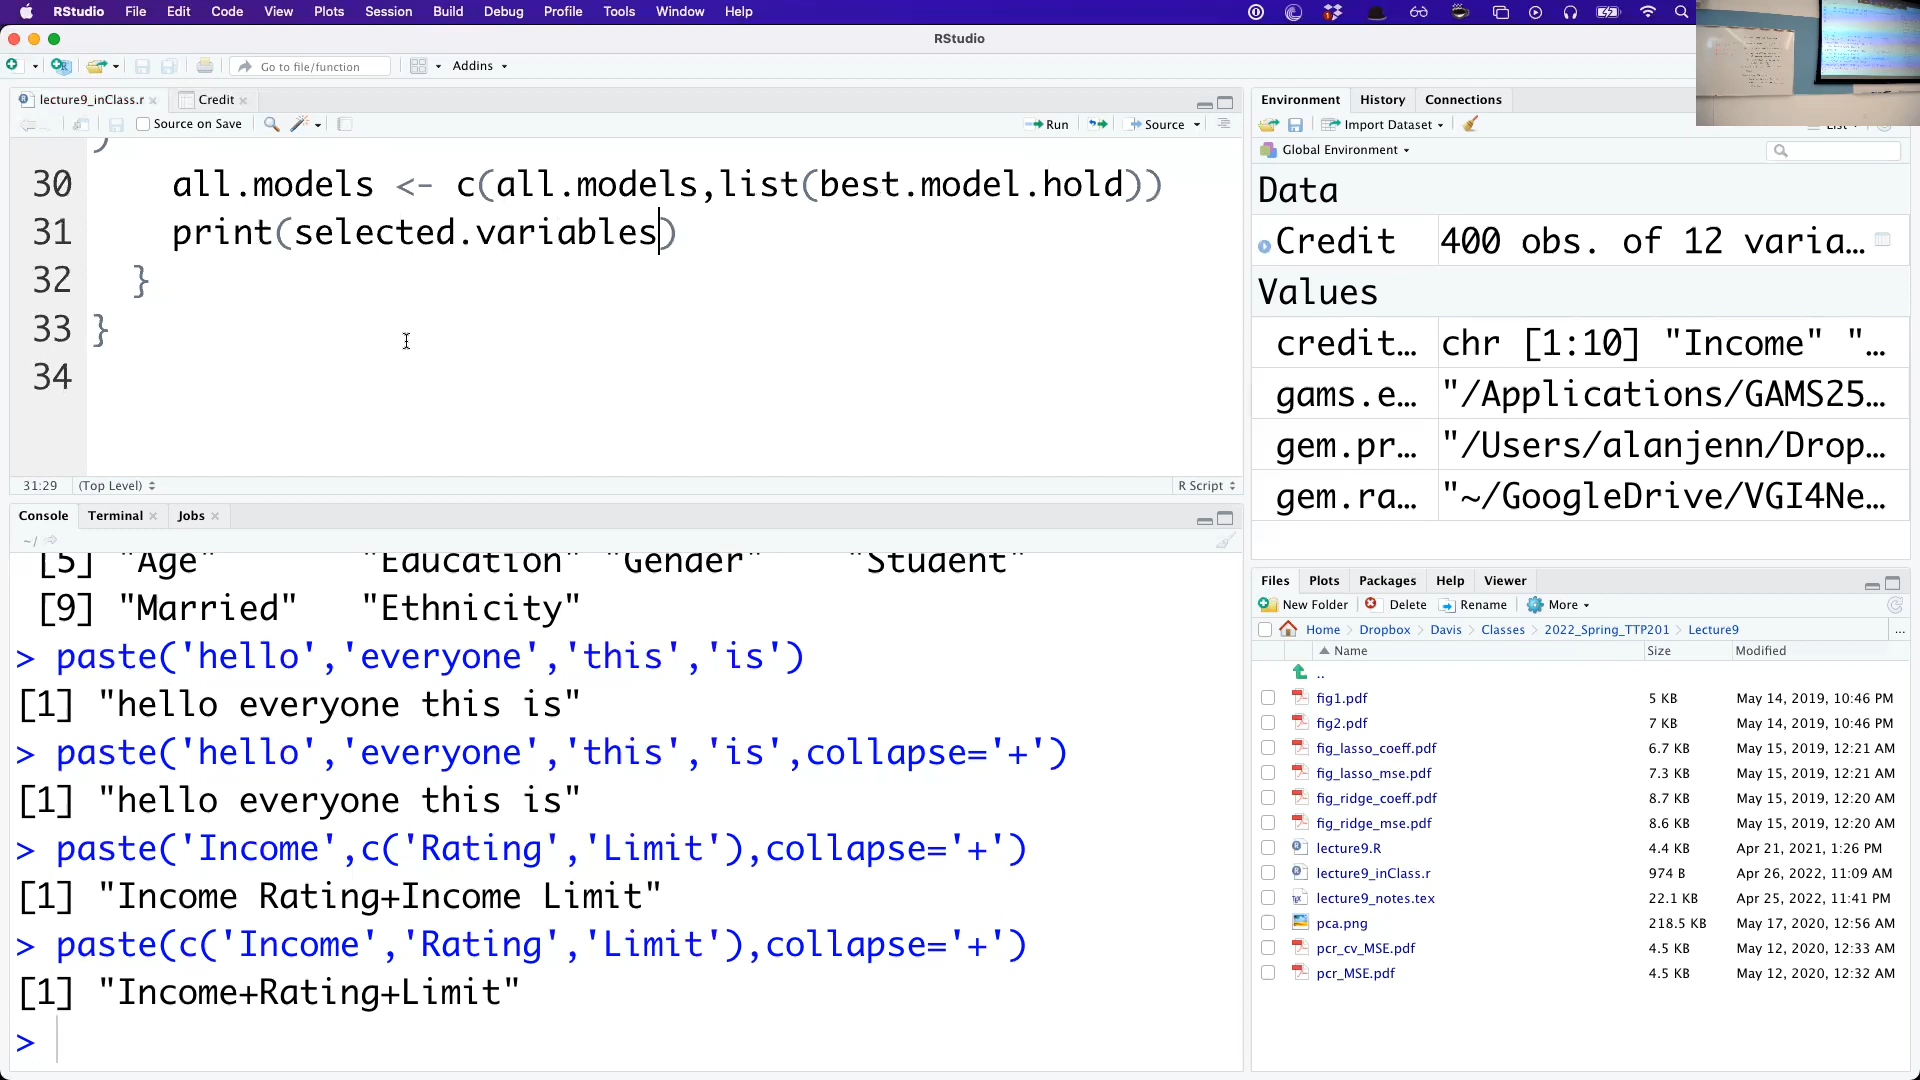 RStudio File Edit Code View Plots Session Build Debug Profile Tools Window Help
RStudio
Go to file/function Addins
lecture9_inClass.r Credit
Source on Save Run Source
)
30 all.models <- c(all.models,list(best.model.hold))
31 print(selected.variables)
32 }
33 }
34
31:29 (Top Level) R Script
Console Terminal Jobs
~/
[5] "Age" "Education" "Gender" "Student"
[9] "Married" "Ethnicity"
> paste('hello','everyone','this','is')
[1] "hello everyone this is"
> paste('hello','everyone','this','is',collapse='+')
[1] "hello everyone this is"
> paste('Income',c('Rating','Limit'),collapse='+')
[1] "Income Rating+Income Limit"
> paste(c('Income','Rating','Limit'),collapse='+')
[1] "Income+Rating+Limit"
>
Environment History Connections
Import Dataset List
Global Environment
Data
Credit 400 obs. of 12 varia…
Values
credit… chr [1:10] "Income" "…
gams.e… "/Applications/GAMS25…
gem.pr… "/Users/alanjenn/Drop…
gem.ra… "~/GoogleDrive/VGI4Ne…
Files Plots Packages Help Viewer
New Folder Delete Rename More
Home Dropbox Davis Classes 2022_Spring_TTP201 Lecture9 ...
Name Size Modified
..
fig1.pdf 5 KB May 14, 2019, 10:46 PM
fig2.pdf 7 KB May 14, 2019, 10:46 PM
fig_lasso_coeff.pdf 6.7 KB May 15, 2019, 12:21 AM
fig_lasso_mse.pdf 7.3 KB May 15, 2019, 12:21 AM
fig_ridge_coeff.pdf 8.7 KB May 15, 2019, 12:20 AM
fig_ridge_mse.pdf 8.6 KB May 15, 2019, 12:20 AM
lecture9.R 4.4 KB Apr 21, 2021, 1:26 PM
lecture9_inClass.r 974 B Apr 26, 2022, 11:09 AM
lecture9_notes.tex 22.1 KB Apr 25, 2022, 11:41 PM
pca.png 218.5 KB May 17, 2020, 12:56 AM
pcr_cv_MSE.pdf 4.5 KB May 12, 2020, 12:33 AM
pcr_MSE.pdf 4.5 KB May 12, 2020, 12:32 AM